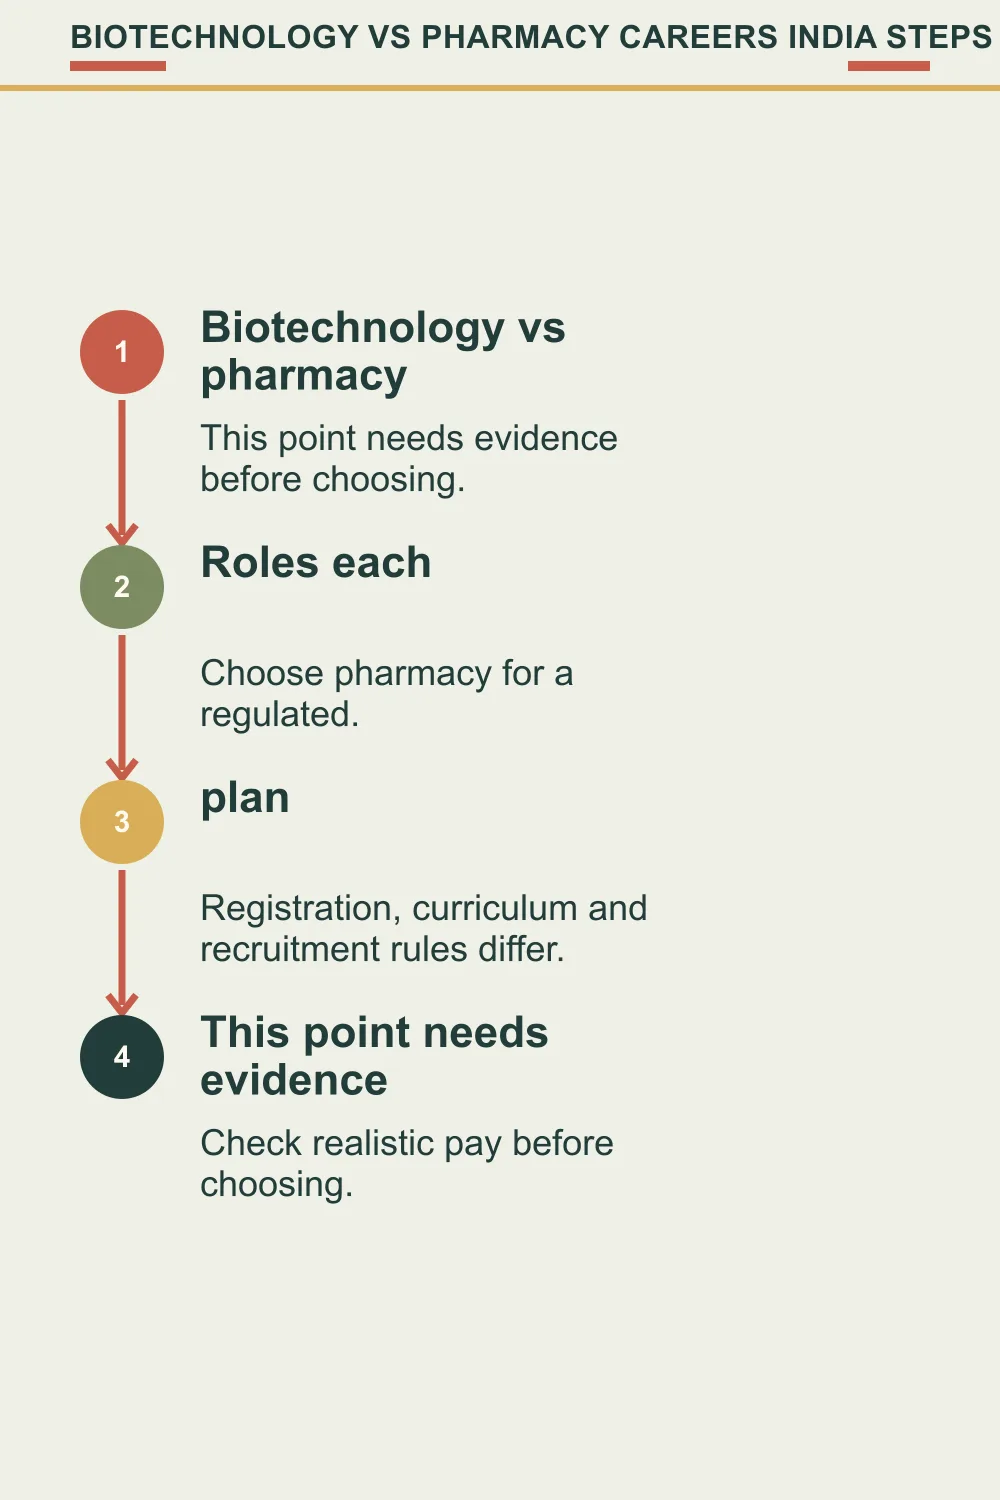 BIOTECHNOLOGY VS PHARMACY CAREERS INDIA STEPS
1
Biotechnology vs
pharmacy
This point needs evidence
before choosing.
2
Roles each
Choose pharmacy for a
regulated.
3
plan
Registration, curriculum and
recruitment rules differ.
4
This point needs
evidence
Check realistic pay before
choosing.